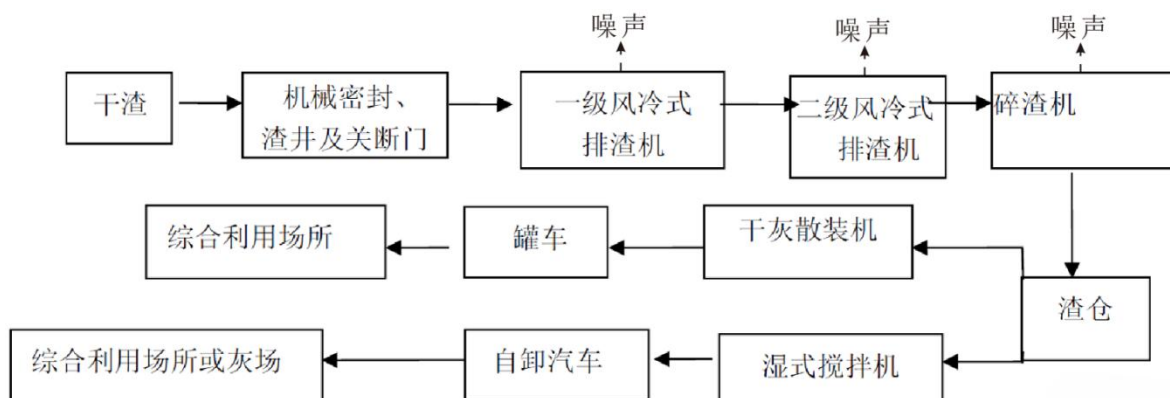 噪声
噪声
噪声
干渣
机械密封、
渣井及关断门
一级风冷式
排渣机
二级风冷式
排渣机
碎渣机
综合利用场所
罐车
干灰散装机
渣仓
综合利用场所或灰场
自卸汽车
湿式搅拌机